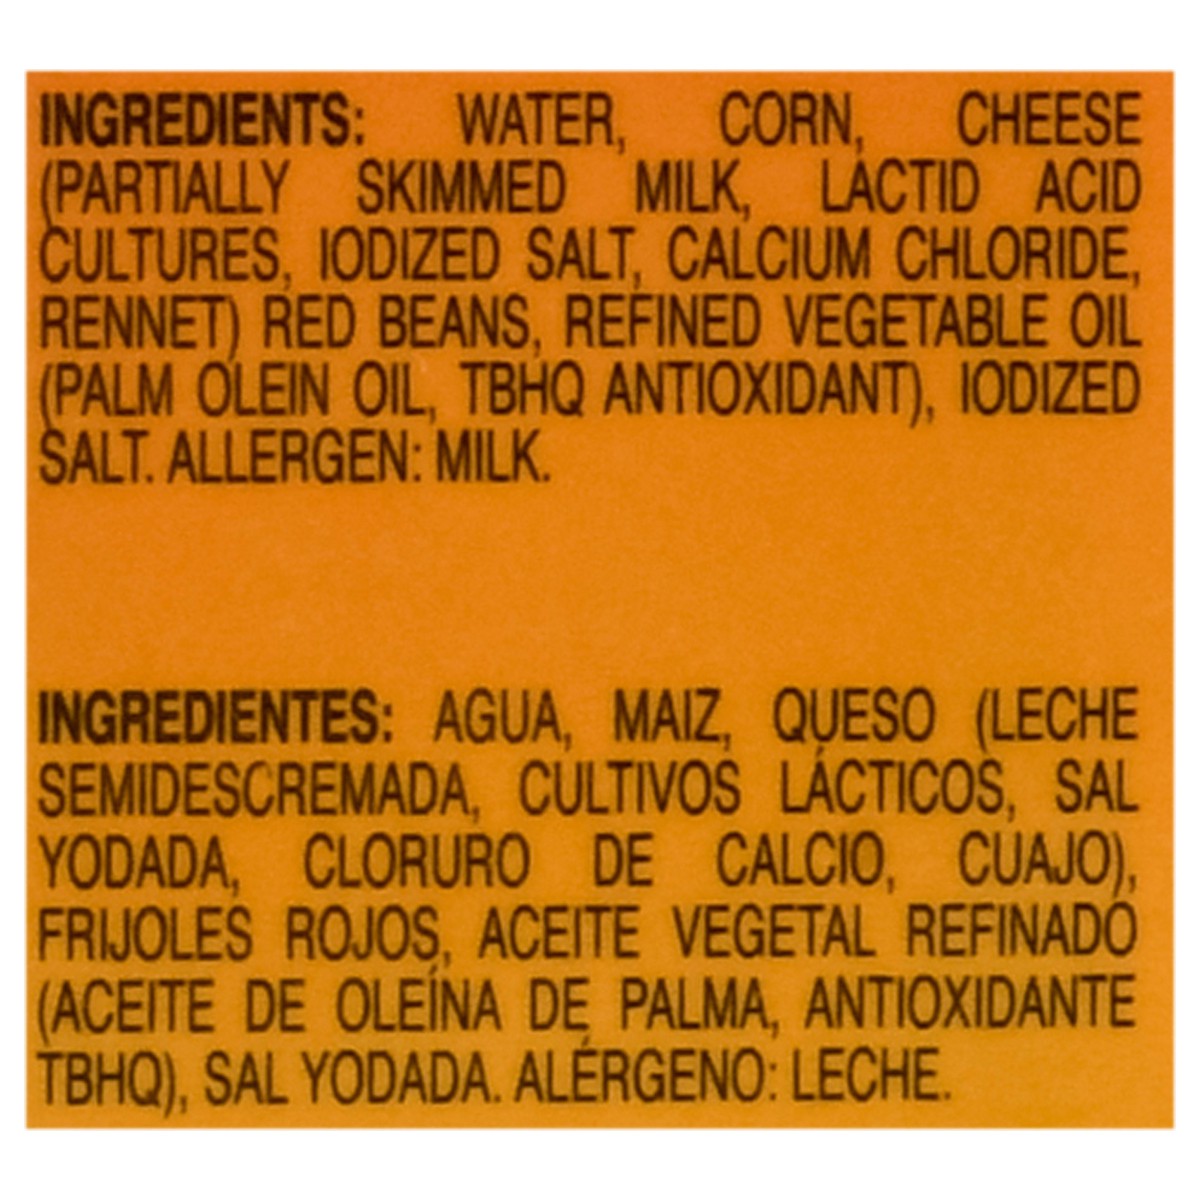 INGREDIENTS: WATER, CORN, CHEESE
(PARTIALLY SKIMMED MILK, LACTID ACID
CULTURES, IODIZED SALT, CALCIUM CHLORIDE,
RENNET) RED BEANS, REFINED VEGETABLE OIL
(PALM OLEIN OIL, TBHQ ANTIOXIDANT), IODIZED
SALT. ALLERGEN: MILK.
INGREDIENTES: AGUA, MAIZ, QUESO (LECHE
SEMIDESCREMADA, CULTIVOS LÁCTICOS, SAL
YODADA, CLORURO DE CALCIO, CUAJO),
FRIJOLES ROJOS, ACEITE VEGETAL REFINADO
(ACEITE DE OLEÍNA DE PALMA, ANTIOXIDANTE
TBHQ), SAL YODADA. ALÉRGENO: LECHE.